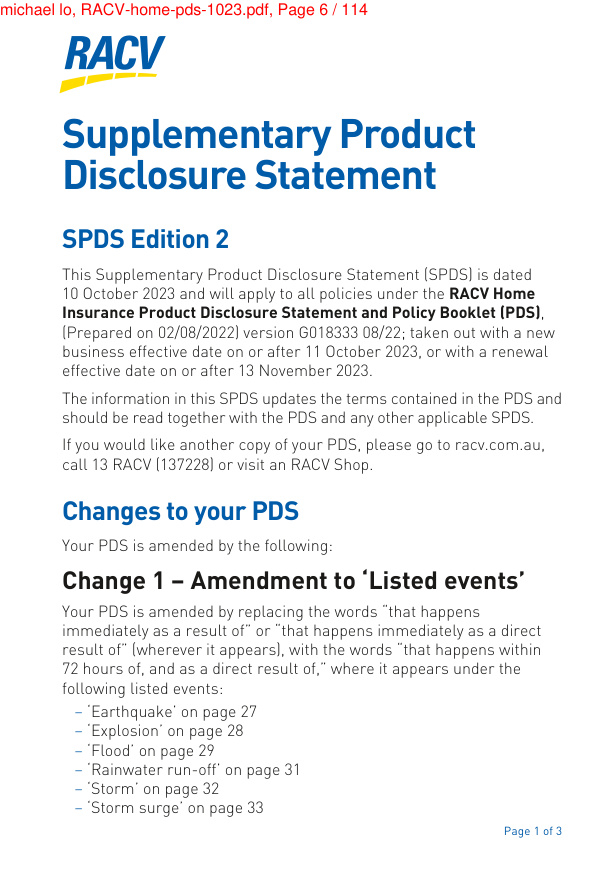 michael lo, RACV-home-pds-1023.pdf, Page 6 / 114
RACV
Supplementary Product
Disclosure Statement
SPDS Edition 2
This Supplementary Product Disclosure Statement (SPDS) is dated
10 October 2023 and will apply to all policies under the RACV Home
Insurance Product Disclosure Statement and Policy Booklet (PDS),
(Prepared on 02/08/2022) version G018333 08/22; taken out with a new
business effective date on or after 11 October 2023, or with a renewal
effective date on or after 13 November 2023.
The information in this SPDS updates the terms contained in the PDS and
should be read together with the PDS and any other applicable SPDS.
If you would like another copy of your PDS, please go to racv.com.au,
call 13 RACV (137228) or visit an RACV Shop.
Changes to your PDS
Your PDS is amended by the following:
Change 1 – Amendment to ‘Listed events’
Your PDS is amended by replacing the words “that happens
immediately as a result of” or “that happens immediately as a direct
result of” (wherever it appears), with the words “that happens within
72 hours of, and as a direct result of,” where it appears under the
following listed events:
– ‘Earthquake’ on page 27
– ‘Explosion’ on page 28
– ‘Flood’ on page 29
– ‘Rainwater run-off’ on page 31
– ‘Storm’ on page 32
– ‘Storm surge’ on page 33
Page 1 of 3